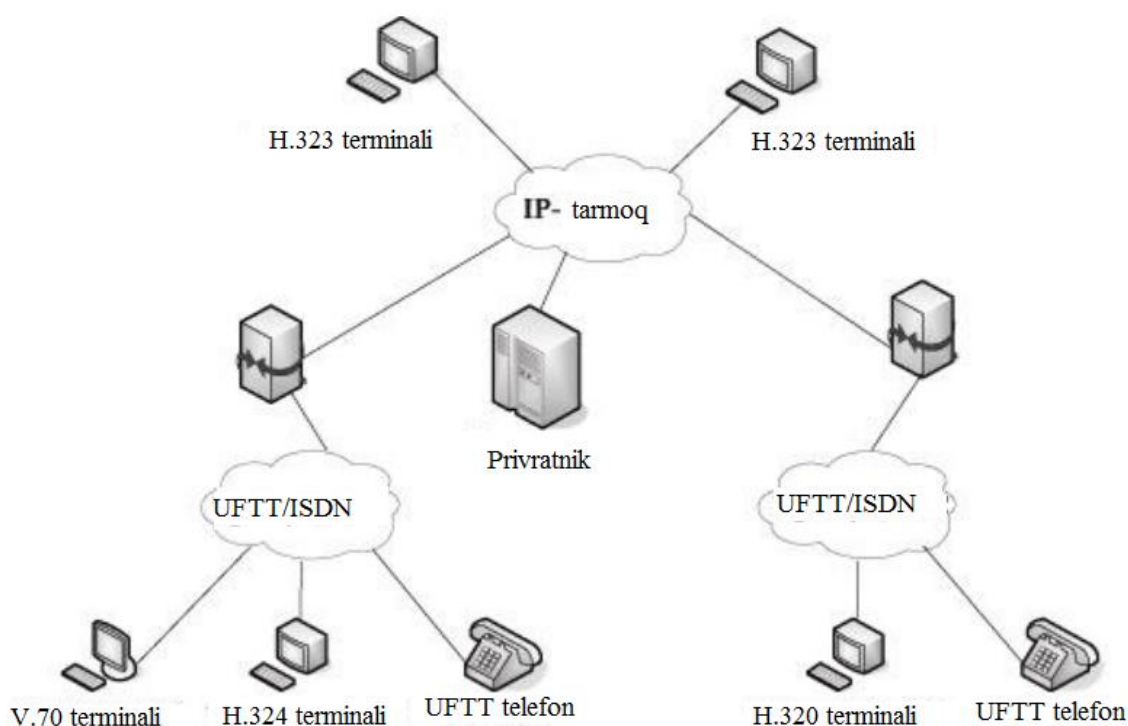 H.323 terminali
H.323 terminali
IP- tarmoq
Privratnik
UFTT/ISDN
UFTT/ISDN
V.70 terminali
H.324 terminali
UFTT telefon
H.320 terminali
UFTT telefon